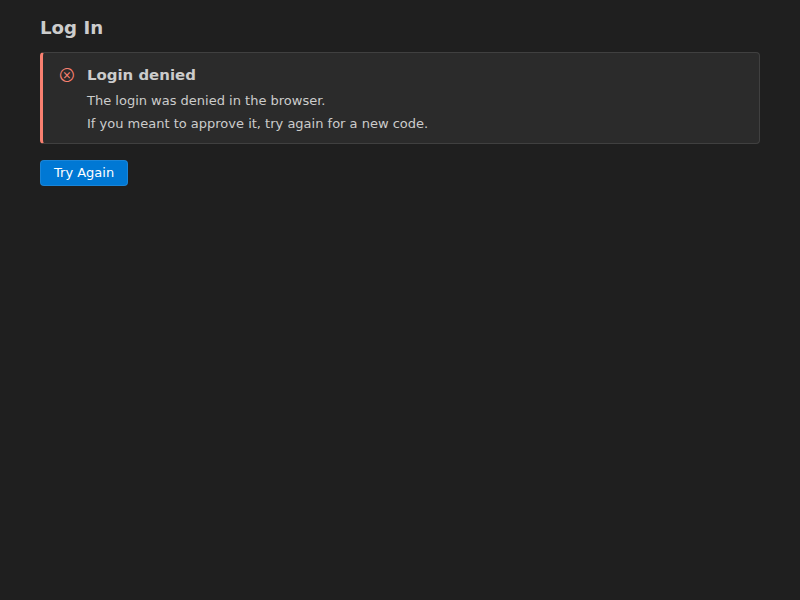 Log In
Login denied
The login was denied in the browser.
If you meant to approve it, try again for a new code.
Try Again